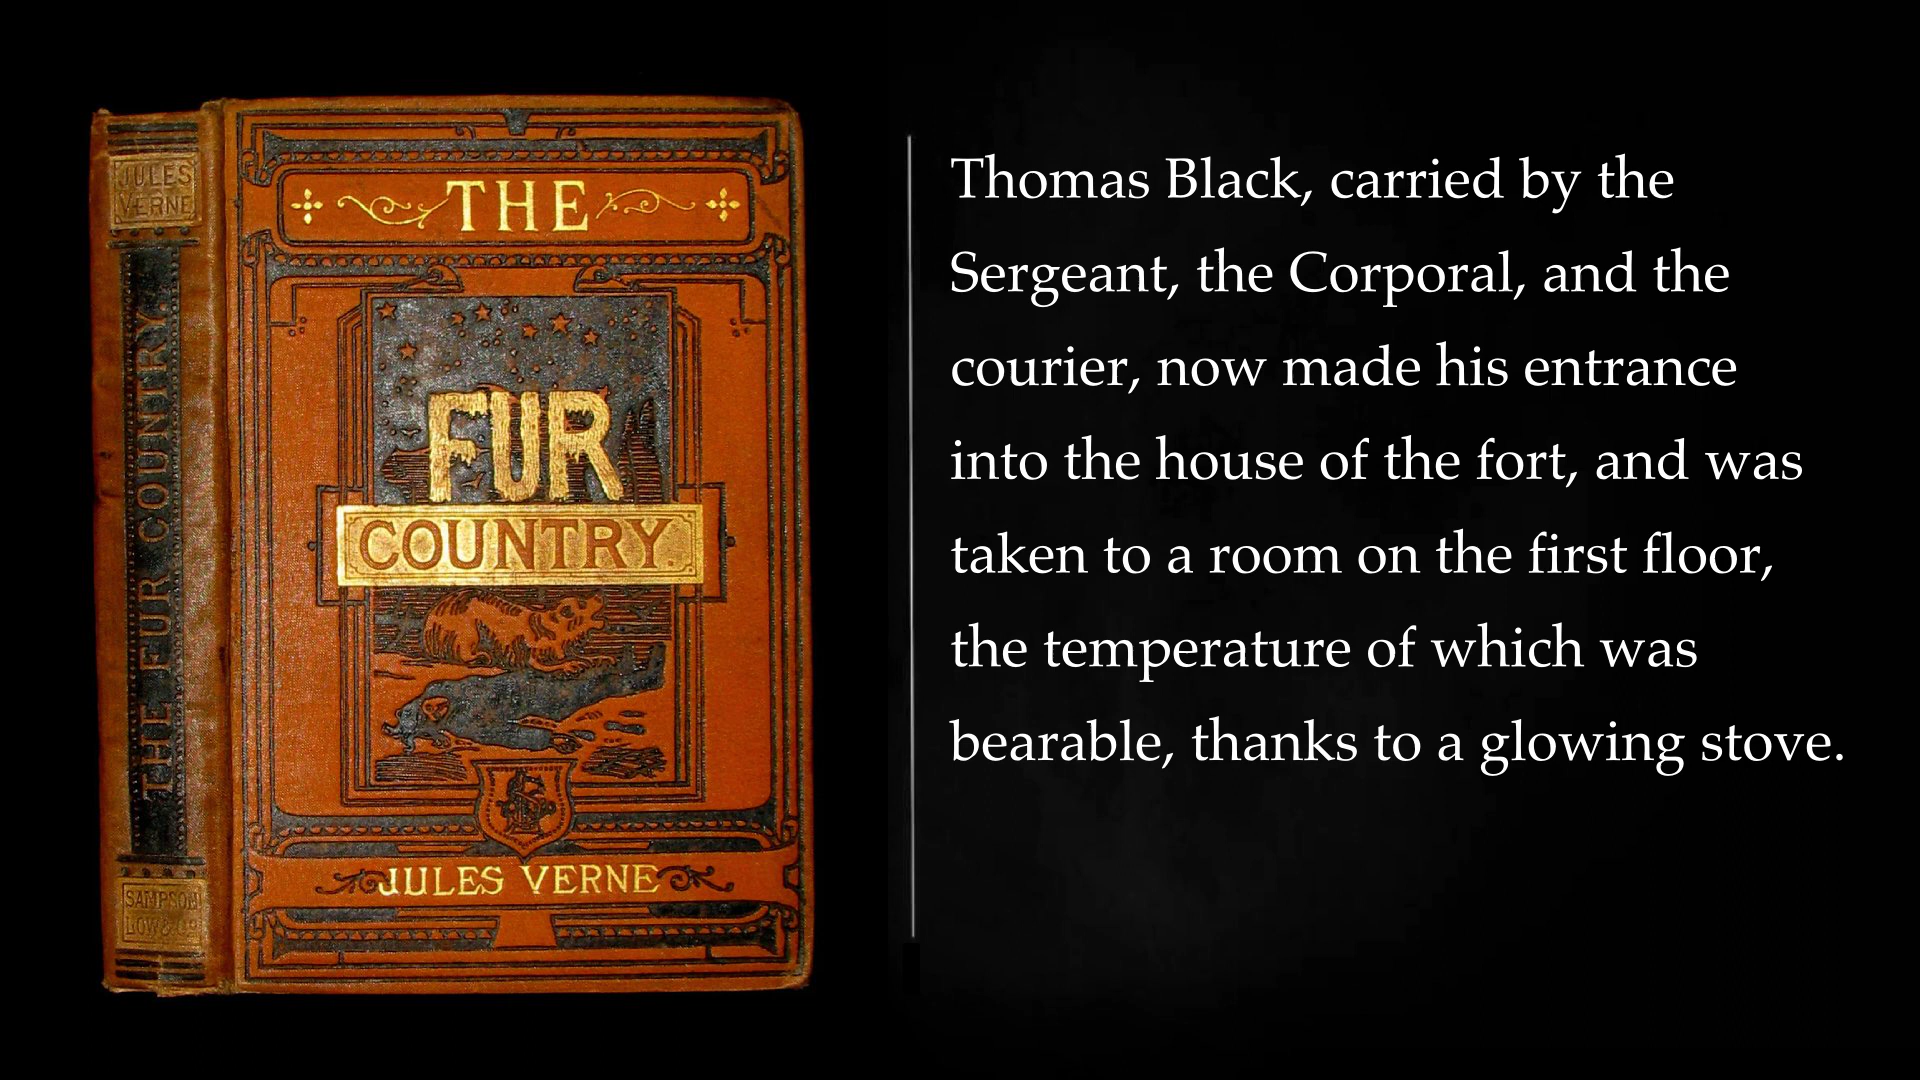 JULES
VERNE
THE FUR COUNTRY.
SAMPSON
LOW & Co
THE
FUR
COUNTRY.
JULES VERNE
Thomas Black, carried by the
Sergeant, the Corporal, and the
courier, now made his entrance
into the house of the fort, and was
taken to a room on the first floor,
the temperature of which was
bearable, thanks to a glowing stove.